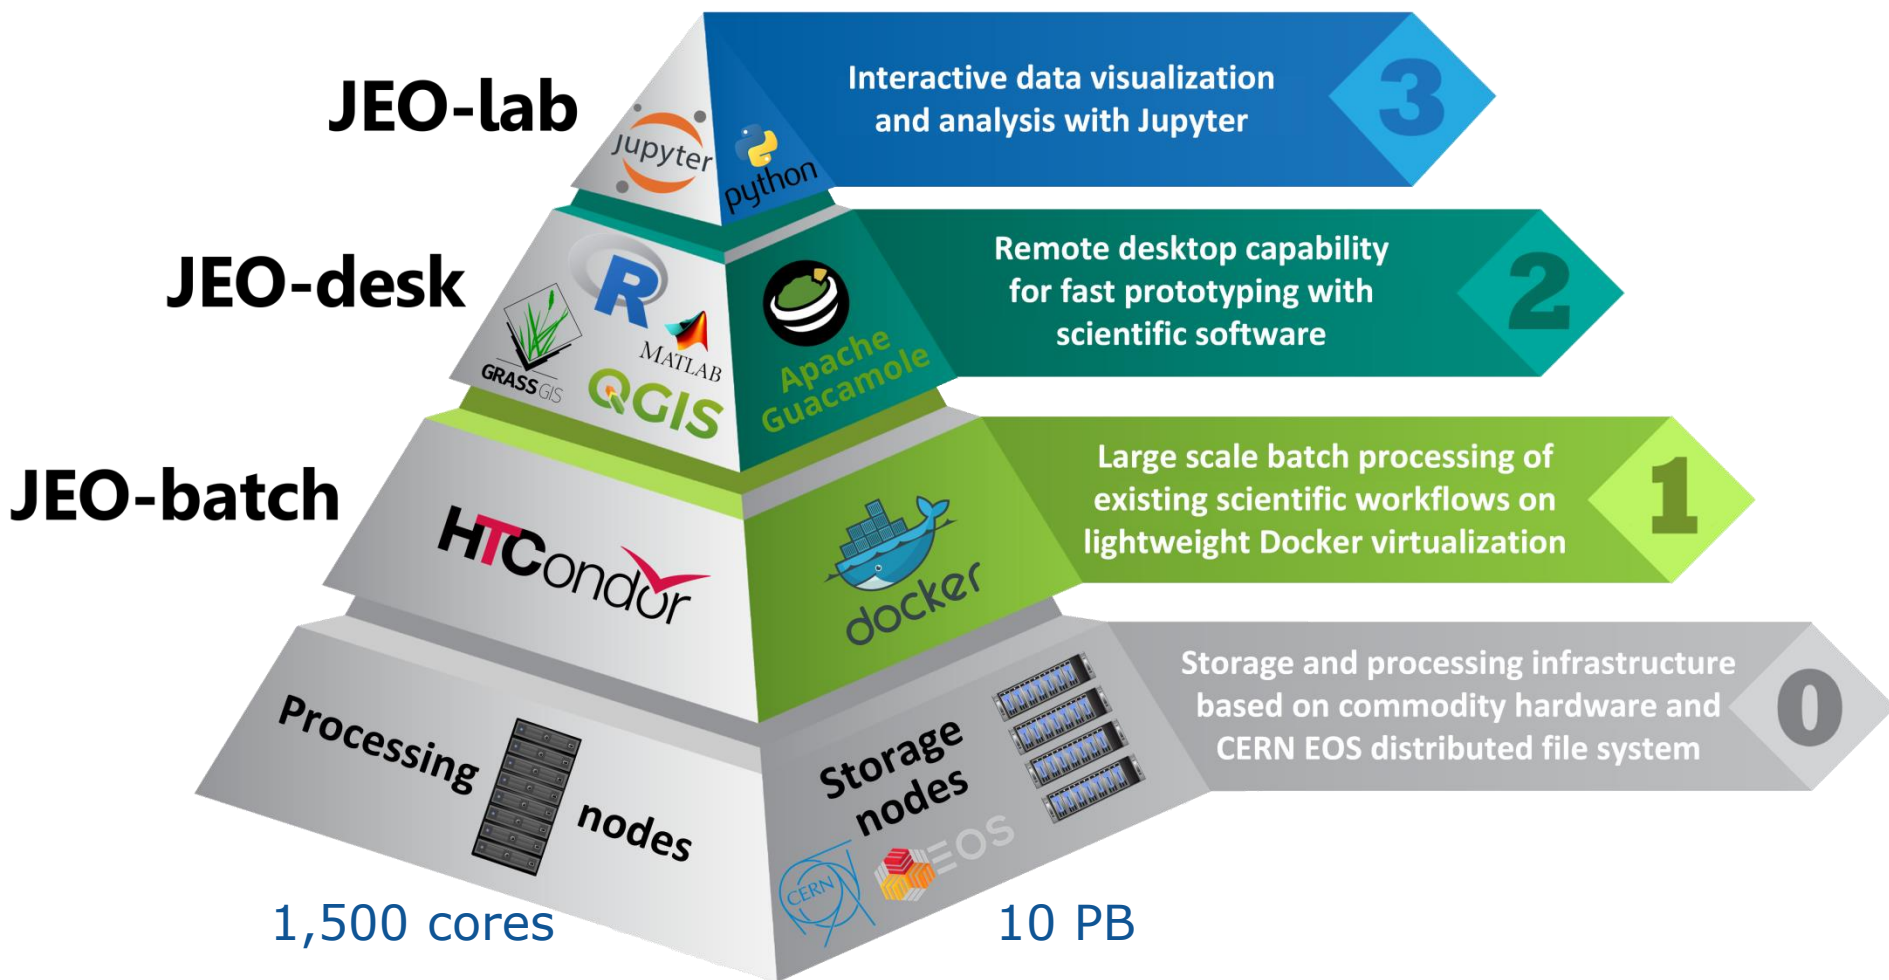 JEO-lab
jupyter
python
Interactive data visualization
and analysis with Jupyter
3
JEO-desk
R
MATLAB
GRASS GIS
QGIS
Apache
Guacamole
Remote desktop capability
for fast prototyping with
scientific software
2
JEO-batch
HTCondor
docker
Large scale batch processing of
existing scientific workflows on
lightweight Docker virtualization
1
Processing
nodes
Storage
nodes
CERN
EOS
Storage and processing infrastructure
based on commodity hardware and
CERN EOS distributed file system
0
1,500 cores
10 PB